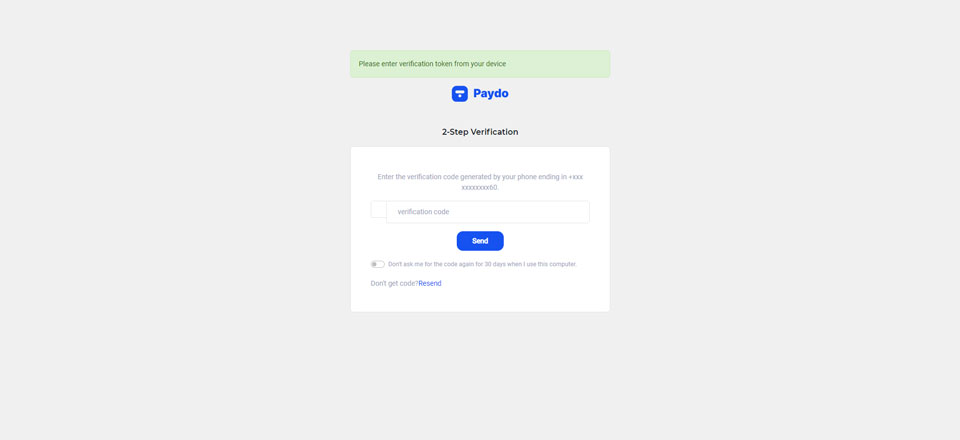 Please enter verification token from your device
Paydo
2-Step Verification
Enter the verification code generated by your phone ending in +xxx
xxxxxxxx60.
verification code
Send
Don't ask me for the code again for 30 days when I use this computer.
Don't get code?Resend